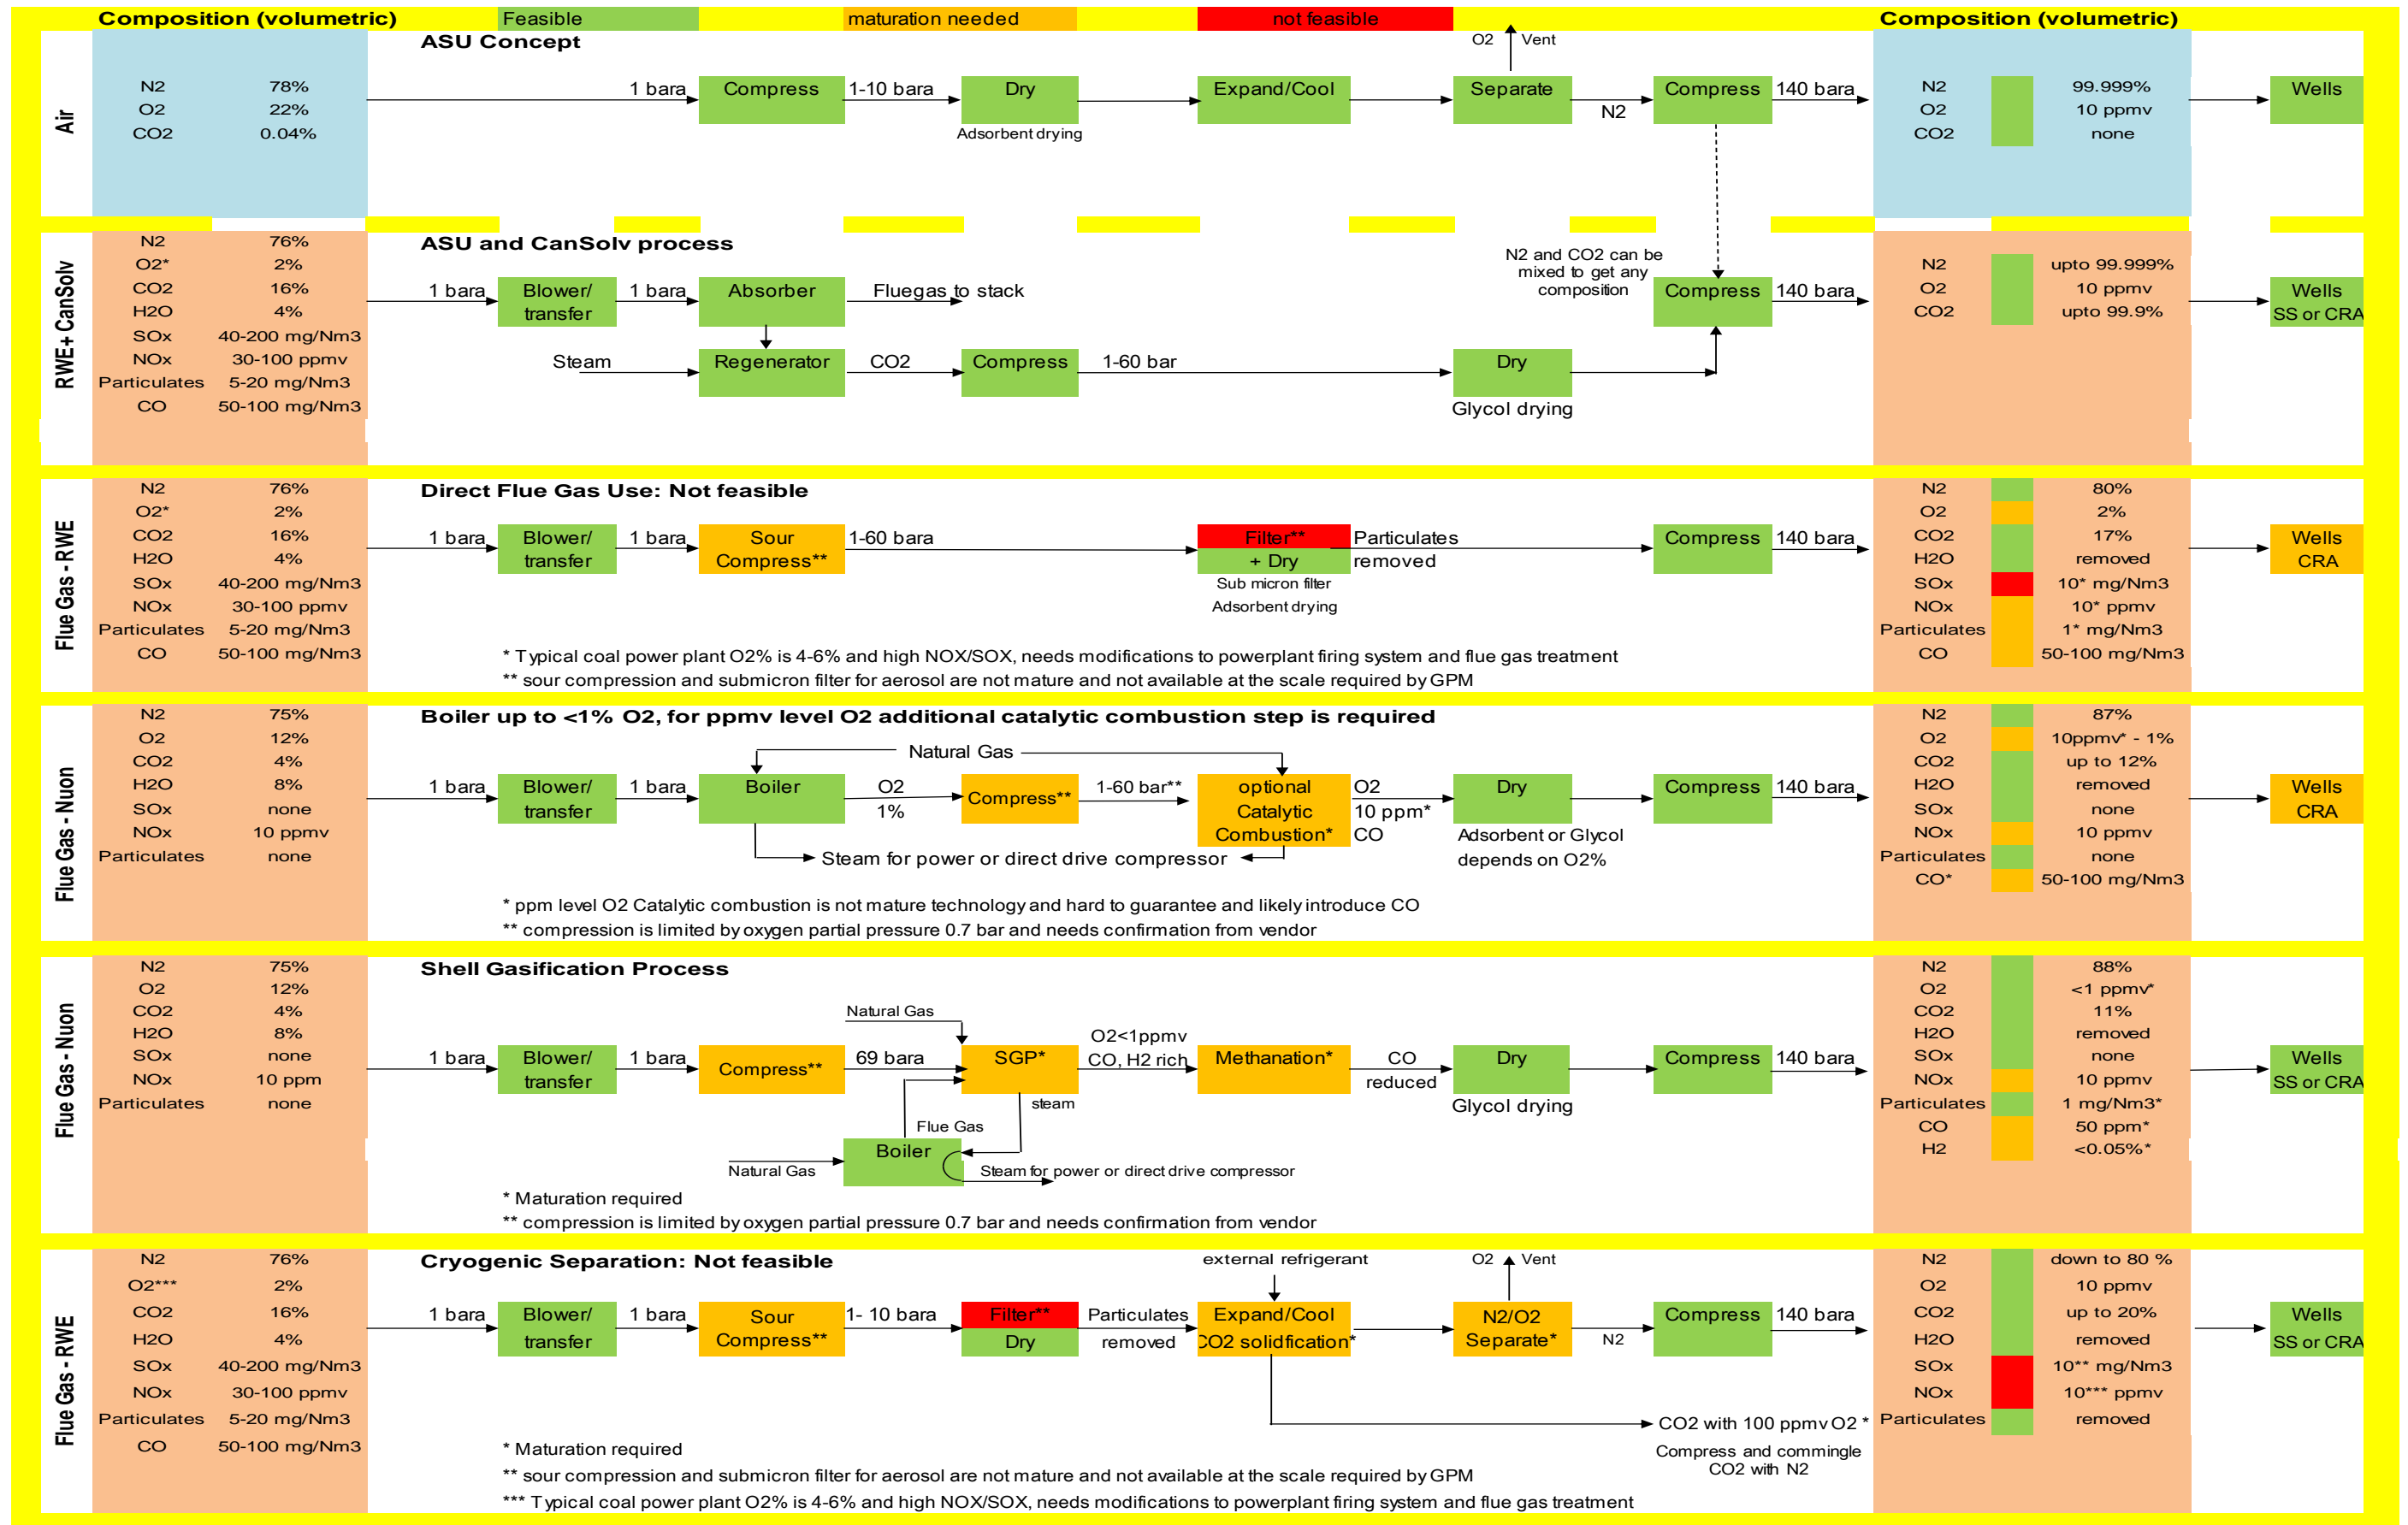 Composition (volumetric) Feasible maturation needed not feasible Composition (volumetric)
ASU Concept
Air
N2 78%
O2 22%
CO2 0.04%
1 bara
Compress
1-10 bara
Dry
Adsorbent drying
Expand/Cool
Separate
O2 Vent
N2
Compress
140 bara
N2 99.999%
O2 10 ppmv
CO2 none
Wells
ASU and CanSolv process
RWE+ CanSolv
N2 76%
O2* 2%
CO2 16%
H2O 4%
SOx 40-200 mg/Nm3
NOx 30-100 ppmv
Particulates 5-20 mg/Nm3
CO 50-100 mg/Nm3
1 bara
Blower/
transfer
1 bara
Absorber
Fluegas to stack
Steam
Regenerator
CO2
Compress
1-60 bar
Dry
Glycol drying
N2 and CO2 can be
mixed to get any
composition
Compress
140 bara
N2 upto 99.999%
O2 10 ppmv
CO2 upto 99.9%
Wells
SS or CRA
Direct Flue Gas Use: Not feasible
Flue Gas - RWE
N2 76%
O2* 2%
CO2 16%
H2O 4%
SOx 40-200 mg/Nm3
NOx 30-100 ppmv
Particulates 5-20 mg/Nm3
CO 50-100 mg/Nm3
1 bara
Blower/
transfer
1 bara
Sour
Compress**
1-60 bara
Filter**
+ Dry
Sub micron filter
Adsorbent drying
Particulates
removed
Compress
140 bara
N2 80%
O2 2%
CO2 17%
H2O removed
SOx 10* mg/Nm3
NOx 10* ppmv
Particulates 1* mg/Nm3
CO 50-100 mg/Nm3
Wells
CRA
* Typical coal power plant O2% is 4-6% and high NOX/SOX, needs modifications to powerplant firing system and flue gas treatment
** sour compression and submicron filter for aerosol are not mature and not available at the scale required by GPM
Boiler up to <1% O2, for ppmv level O2 additional catalytic combustion step is required
Flue Gas - Nuon
N2 75%
O2 12%
CO2 4%
H2O 8%
SOx none
NOx 10 ppmv
Particulates none
1 bara
Blower/
transfer
1 bara
Natural Gas
Boiler
O2
1%
Compress**
1-60 bar**
optional
Catalytic
Combustion*
O2
10 ppm*
CO
Steam for power or direct drive compressor
Dry
Adsorbent or Glycol
depends on O2%
Compress
140 bara
N2 87%
O2 10ppmv* - 1%
CO2 up to 12%
H2O removed
SOx none
NOx 10 ppmv
Particulates none
CO* 50-100 mg/Nm3
Wells
CRA
* ppm level O2 Catalytic combustion is not mature technology and hard to guarantee and likely introduce CO
** compression is limited by oxygen partial pressure 0.7 bar and needs confirmation from vendor
Shell Gasification Process
Flue Gas - Nuon
N2 75%
O2 12%
CO2 4%
H2O 8%
SOx none
NOx 10 ppm
Particulates none
1 bara
Blower/
transfer
1 bara
Compress**
69 bara
Natural Gas
SGP*
steam
O2<1ppmv
CO, H2 rich
Methanation*
CO
reduced
Dry
Glycol drying
Compress
140 bara
Flue Gas
Boiler
Natural Gas
Steam for power or direct drive compressor
N2 88%
O2 <1 ppmv*
CO2 11%
H2O removed
SOx none
NOx 10 ppmv
Particulates 1 mg/Nm3*
CO 50 ppm*
H2 <0.05%*
Wells
SS or CRA
* Maturation required
** compression is limited by oxygen partial pressure 0.7 bar and needs confirmation from vendor
Cryogenic Separation: Not feasible
Flue Gas - RWE
N2 76%
O2*** 2%
CO2 16%
H2O 4%
SOx 40-200 mg/Nm3
NOx 30-100 ppmv
Particulates 5-20 mg/Nm3
CO 50-100 mg/Nm3
1 bara
Blower/
transfer
1 bara
Sour
Compress**
1- 10 bara
Filter**
Dry
Particulates
removed
external refrigerant
Expand/Cool
CO2 solidfication*
O2 Vent
N2/O2
Separate*
N2
Compress
140 bara
CO2 with 100 ppmv O2 *
Compress and commingle
CO2 with N2
N2 down to 80 %
O2 10 ppmv
CO2 up to 20%
H2O removed
SOx 10** mg/Nm3
NOx 10*** ppmv
Particulates removed
Wells
SS or CRA
* Maturation required
** sour compression and submicron filter for aerosol are not mature and not available at the scale required by GPM
*** Typical coal power plant O2% is 4-6% and high NOX/SOX, needs modifications to powerplant firing system and flue gas treatment